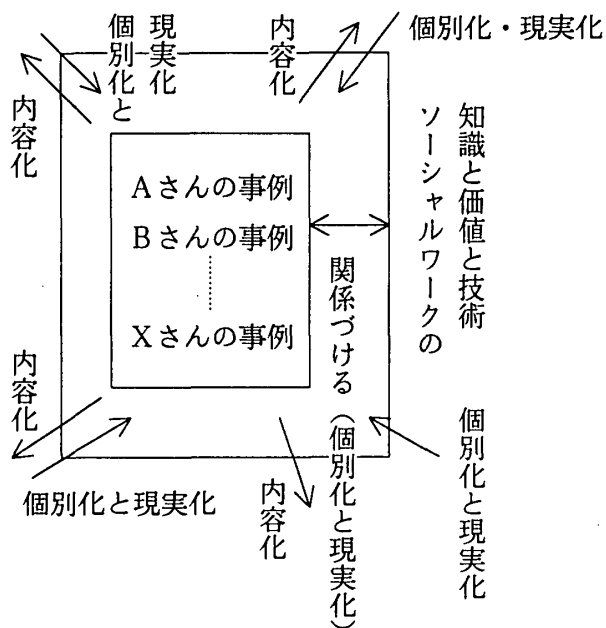 個別化・現実化
内容化
現実化
個別化と
内容化
ソーシャルワークの
知識と価値と技術
Aさんの事例
Bさんの事例
Xさんの事例
関係づける（個別化と現実化）
内容化
個別化と現実化
内容化
個別化と現実化